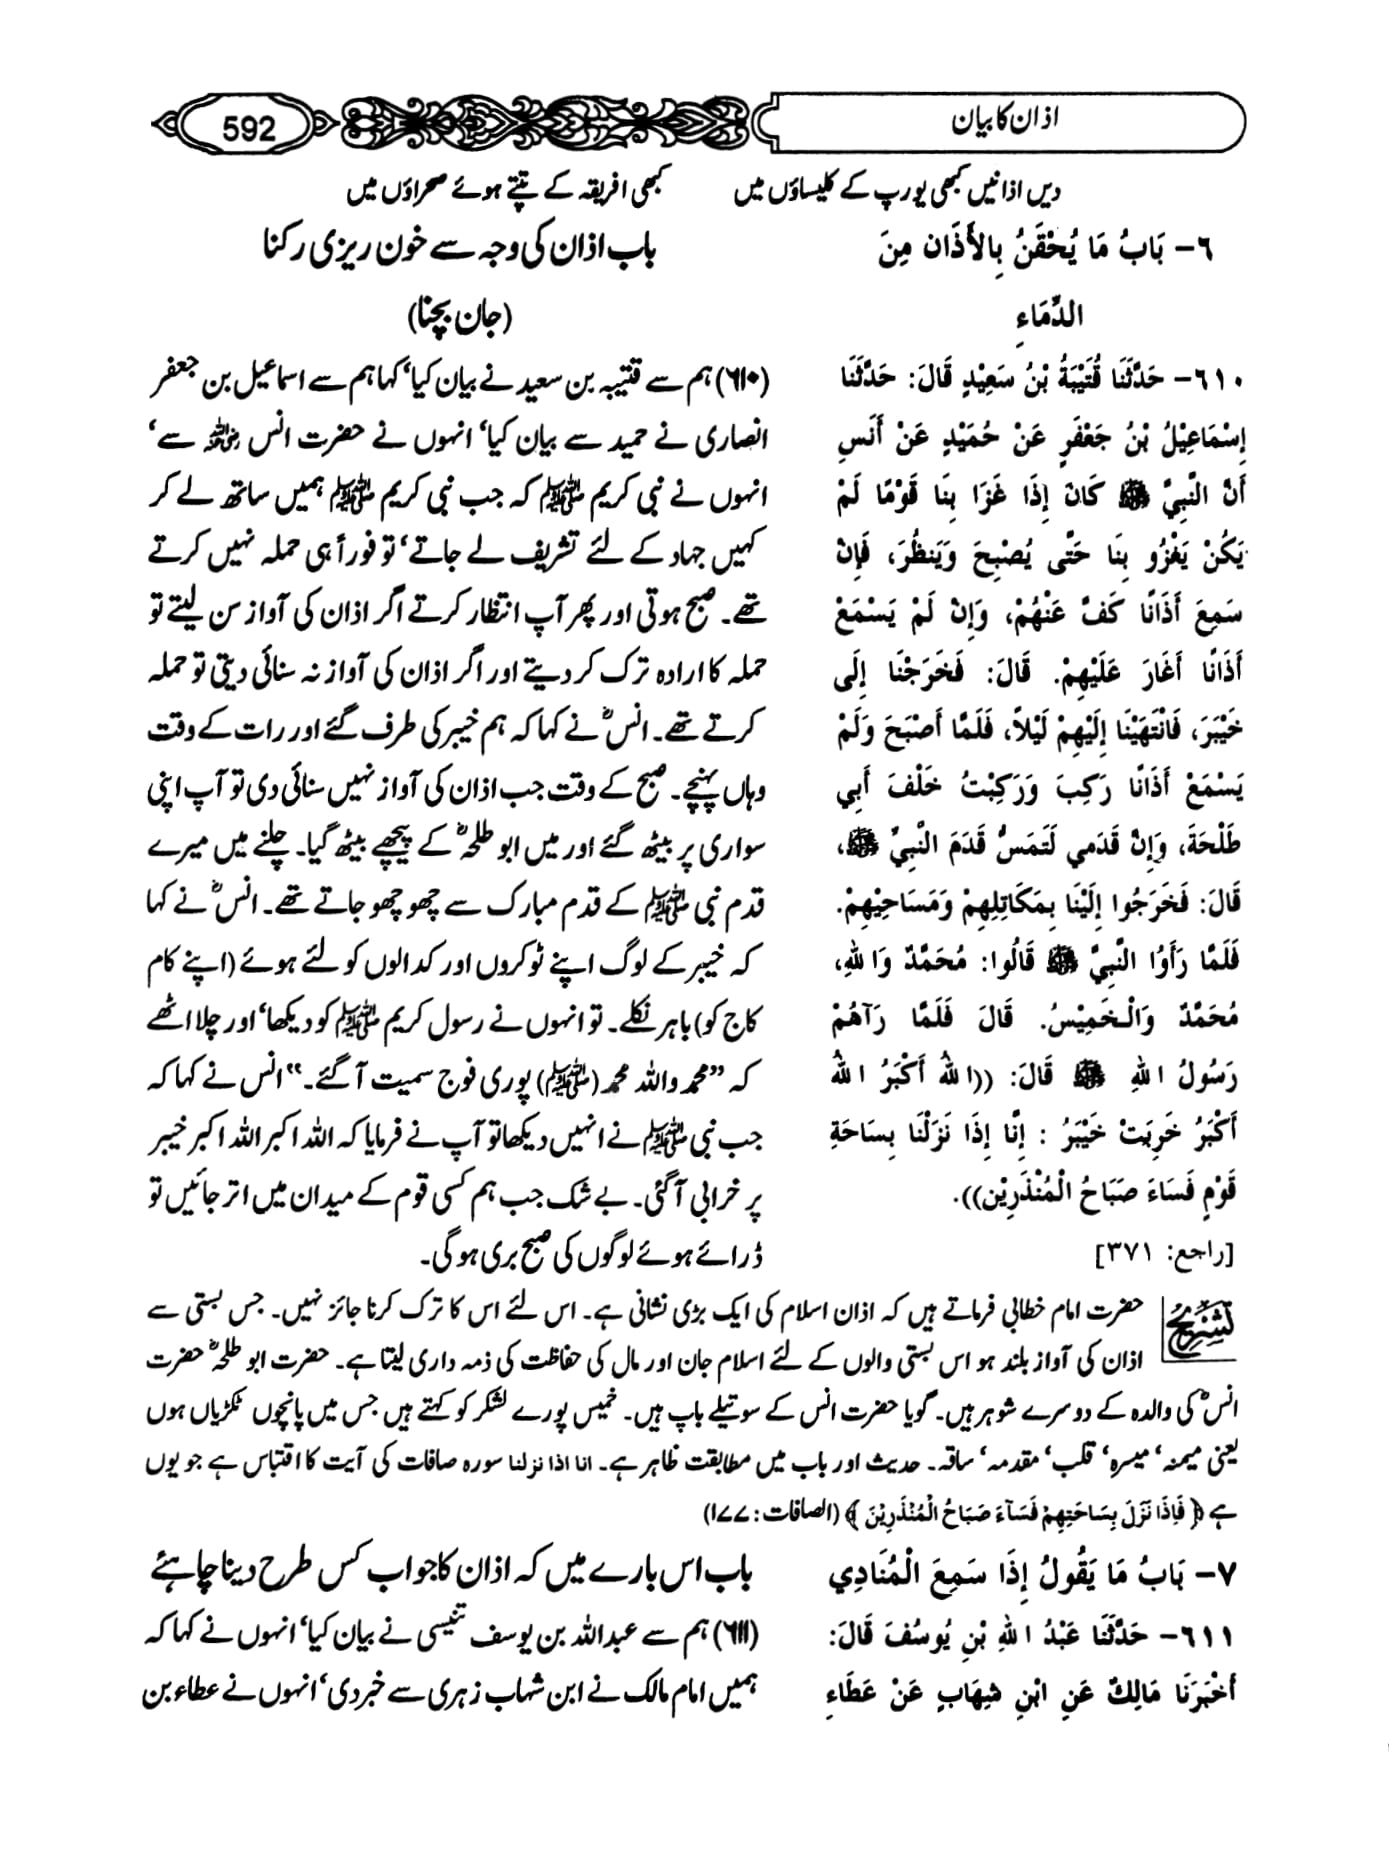 اذان کا بیان
592
دیں اذانیں کبھی یورپ کے کلیساؤں میں
کبھی افریقہ کے تپتے ہوئے صحراؤں میں
٦- بَابُ مَا يُحْقَنُ بِالأَذَانِ مِنَ
الدِّمَاءِ
٦١٠- حَدَّثَنَا قُتَيْبَةُ بْنُ سَعِيْدٍ قَالَ: حَدَّثَنَا
إِسْمَاعِيْلُ بْنُ جَعْفَرٍ عَنْ حُمَيْدٍ عَنْ أَنَسٍ
أَنَّ النَّبِيَّ ﷺ كَانَ إِذَا غَزَا بِنَا قَوْمًا لَمْ
يَكُنْ يَغْزُو بِنَا حَتَّى يُصْبِحَ وَيَنظُرَ، فَإِنْ
سَمِعَ أَذَانًا كَفَّ عَنْهُمْ، وَإِنْ لَمْ يَسْمَعْ
أَذَانًا أَغَارَ عَلَيْهِمْ. قَالَ: فَخَرَجْنَا إِلَى
خَيْبَرَ، فَانْتَهَيْنَا إِلَيْهِمْ لَيْلاً، فَلَمَّا أَصْبَحَ وَلَمْ
يَسْمَعْ أَذَانًا رَكِبَ وَرَكِبْتُ خَلْفَ أَبِي
طَلْحَةَ، وَإِنَّ قَدَمِي لَتَمَسُّ قَدَمَ النَّبِيِّ ﷺ،
قَالَ: فَخَرَجُوا إِلَيْنَا بِمَكَاتِلِهِمْ وَمَسَاحِيْهِمْ.
فَلَمَّا رَأَوُا النَّبِيَّ ﷺ قَالُوا: مُحَمَّدٌ وَاللهِ،
مُحَمَّدٌ وَالْخَمِيْسُ. قَالَ فَلَمَّا رَآهُمْ
رَسُولُ اللهِ ﷺ قَالَ: ((اللهُ أَكْبَرُ اللهُ
أَكْبَرُ خَرِبَتْ خَيْبَرُ : إِنَّا إِذَا نَزَلْنَا بِسَاحَةِ
قَوْمٍ فَسَاءَ صَبَاحُ الْمُنْذَرِيْنَ)).
[راجع: ٣٧١]
باب اذان کی وجہ سے خون ریزی رکنا
(جان بچنا)
(٦١٠) ہم سے قتیبہ بن سعید نے بیان کیا' کہا ہم سے اسماعیل بن جعفر
انصاری نے حمید سے بیان کیا' انہوں نے حضرت انس رضی اللہ عنہ سے'
انہوں نے نبی کریم ﷺ کہ جب نبی کریم ﷺ ہمیں ساتھ لے کر
کہیں جہاد کے لئے تشریف لے جاتے' تو فوراً ہی حملہ نہیں کرتے
تھے۔ صبح ہوتی اور پھر آپ انتظار کرتے اگر اذان کی آواز سن لیتے تو
حملہ کا ارادہ ترک کر دیتے اور اگر اذان کی آواز نہ سنائی دیتی تو حملہ
کرتے تھے۔ انسؓ نے کہا کہ ہم خیبر کی طرف گئے اور رات کے وقت
وہاں پہنچے۔ صبح کے وقت جب اذان کی آواز نہیں سنائی دی تو آپ اپنی
سواری پر بیٹھ گئے اور میں ابو طلحہؓ کے پیچھے بیٹھ گیا۔ چلنے میں میرے
قدم نبی ﷺ کے قدم مبارک سے چھو چھو جاتے تھے۔ انسؓ نے کہا
کہ خیبر کے لوگ اپنے ٹوکروں اور کدالوں کو لئے ہوئے (اپنے کام
کاج کو) باہر نکلے۔ تو انہوں نے رسول کریم ﷺ کو دیکھا' اور چلا اٹھے
کہ "محمد واللہ محمد (ﷺ) پوری فوج سمیت آ گئے۔" انس نے کہا کہ
جب نبی ﷺ نے انہیں دیکھا تو آپ نے فرمایا کہ اللہ اکبر اللہ اکبر خیبر
پر خرابی آ گئی۔ بے شک جب ہم کسی قوم کے میدان میں اتر جائیں تو
ڈرائے ہوئے لوگوں کی صبح بری ہو گی۔
تشریح حضرت امام خطابی فرماتے ہیں کہ اذان اسلام کی ایک بڑی نشانی ہے۔ اس لئے اس کا ترک کرنا جائز نہیں۔ جس بستی سے
اذان کی آواز بلند ہو اس بستی والوں کے لئے اسلام جان اور مال کی حفاظت کی ذمہ داری لیتا ہے۔ حضرت ابو طلحہؓ حضرت
انسؓ کی والدہ کے دوسرے شوہر ہیں۔ گویا حضرت انس کے سوتیلے باپ ہیں۔ خمیس پورے لشکر کو کہتے ہیں جس میں پانچوں ٹکڑیاں ہوں
یعنی میمنہ' میسرہ' قلب' مقدمہ' ساقہ۔ حدیث اور باب میں مطابقت ظاہر ہے۔ انا اذا نزلنا سورہ صافات کی آیت کا اقتباس ہے جو یوں
ہے ﴿ فَاِذَا نَزَلَ بِسَاحَتِهِمْ فَسَآءَ صَبَاحُ الْمُنْذَرِيْنَ ﴾ (الصافات: ۱۷۷)
٧- بَابُ مَا يَقُولُ إِذَا سَمِعَ الْمُنَادِي
٦١١- حَدَّثَنَا عَبْدُ اللهِ بْنِ يُوسُفَ قَالَ:
أَخْبَرَنَا مَالِكٌ عَنِ ابْنِ شِهَابٍ عَنْ عَطَاءِ
باب اس بارے میں کہ اذان کا جواب کس طرح دینا چاہئے
(٦١١) ہم سے عبداللہ بن یوسف تنیسی نے بیان کیا' انہوں نے کہا کہ
ہمیں امام مالک نے ابن شہاب زہری سے خبر دی' انہوں نے عطاء بن